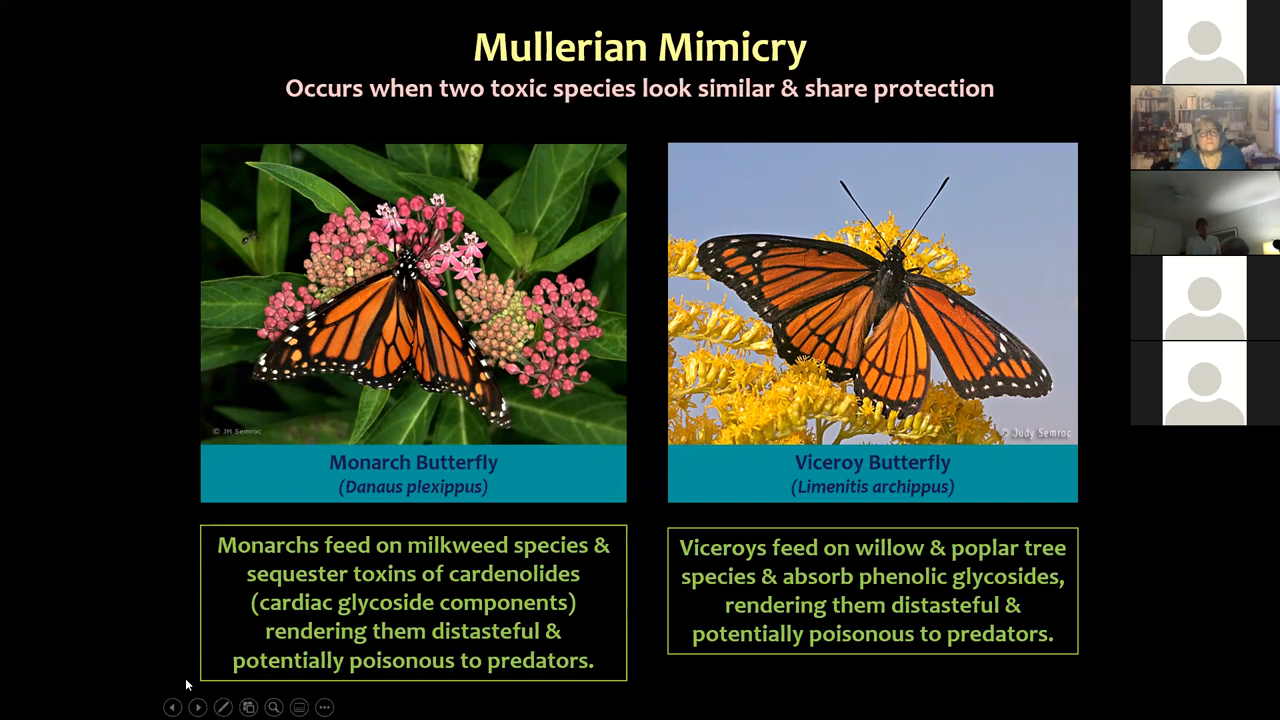 Mullerian Mimicry
Occurs when two toxic species look similar & share protection
© JM Semroc
© Judy Semroc
Monarch Butterfly
(Danaus plexippus)
Viceroy Butterfly
(Limenitis archippus)
Monarchs feed on milkweed species &
sequester toxins of cardenolides
(cardiac glycoside components)
rendering them distasteful &
potentially poisonous to predators.
Viceroys feed on willow & poplar tree
species & absorb phenolic glycosides,
rendering them distasteful &
potentially poisonous to predators.